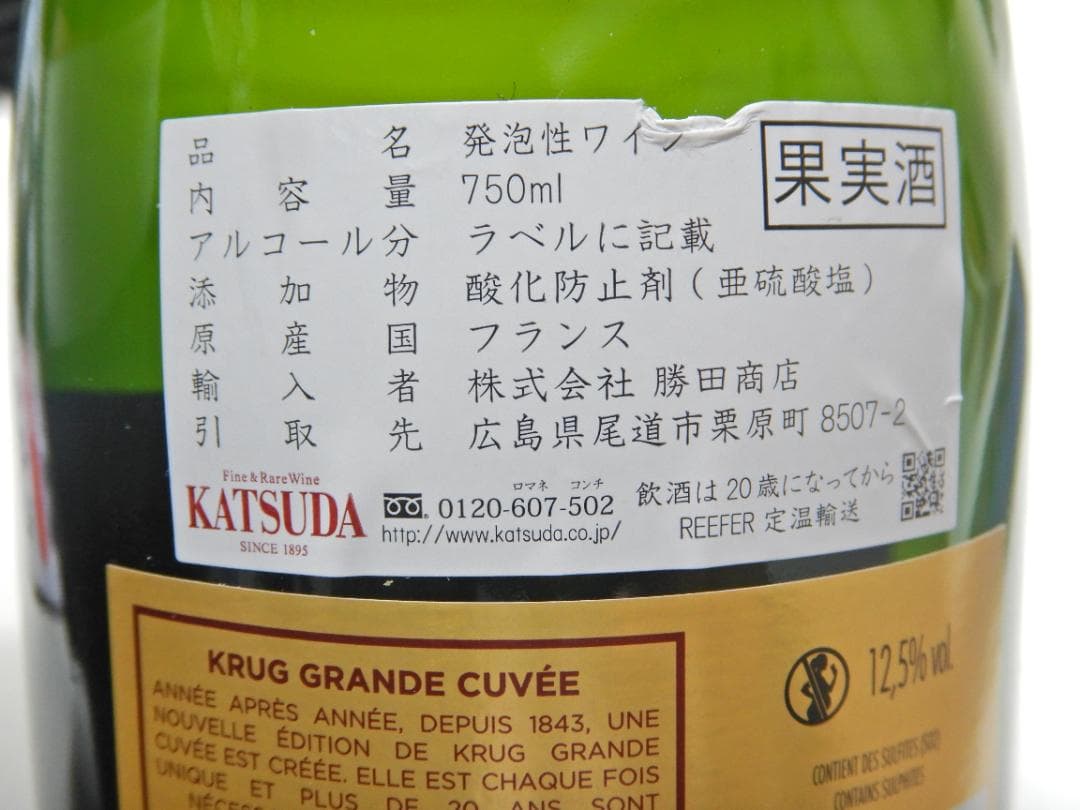 品名 発泡性ワイン
果実酒
内容量 750ml
アルコール分 ラベルに記載
添加物 酸化防止剤(亜硫酸塩)
原産国 フランス
輸入者 株式会社 勝田商店
引取先 広島県尾道市栗原町8507-2
Fine & Rare Wine
KATSUDA
SINCE 1895
ロマネ コンチ
0120-607-502
http://www.katsuda.co.jp/
飲酒は20歳になってから
REEFER 定温輸送
KRUG GRANDE CUVÉE
ANNÉE APRÈS ANNÉE, DEPUIS 1843, UNE
NOUVELLE ÉDITION DE KRUG GRANDE
CUVÉE EST CRÉÉE. ELLE EST CHAQUE FOIS
UNIQUE ET PLUS DE 20 ANS SONT
12,5% vol.
CONTIENT DES SULFITES (SO2)
CONTAINS SULPHITES